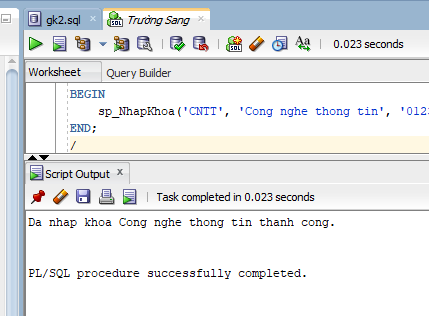 gk2.sql
Trường Sang
SQL
0.023 seconds
Worksheet
Query Builder
BEGIN
sp_NhapKhoa('CNTT', 'Cong nghe thong tin', '012
END;
/
Script Output
Task completed in 0.023 seconds
Da nhap khoa Cong nghe thong tin thanh cong.
PL/SQL procedure successfully completed.